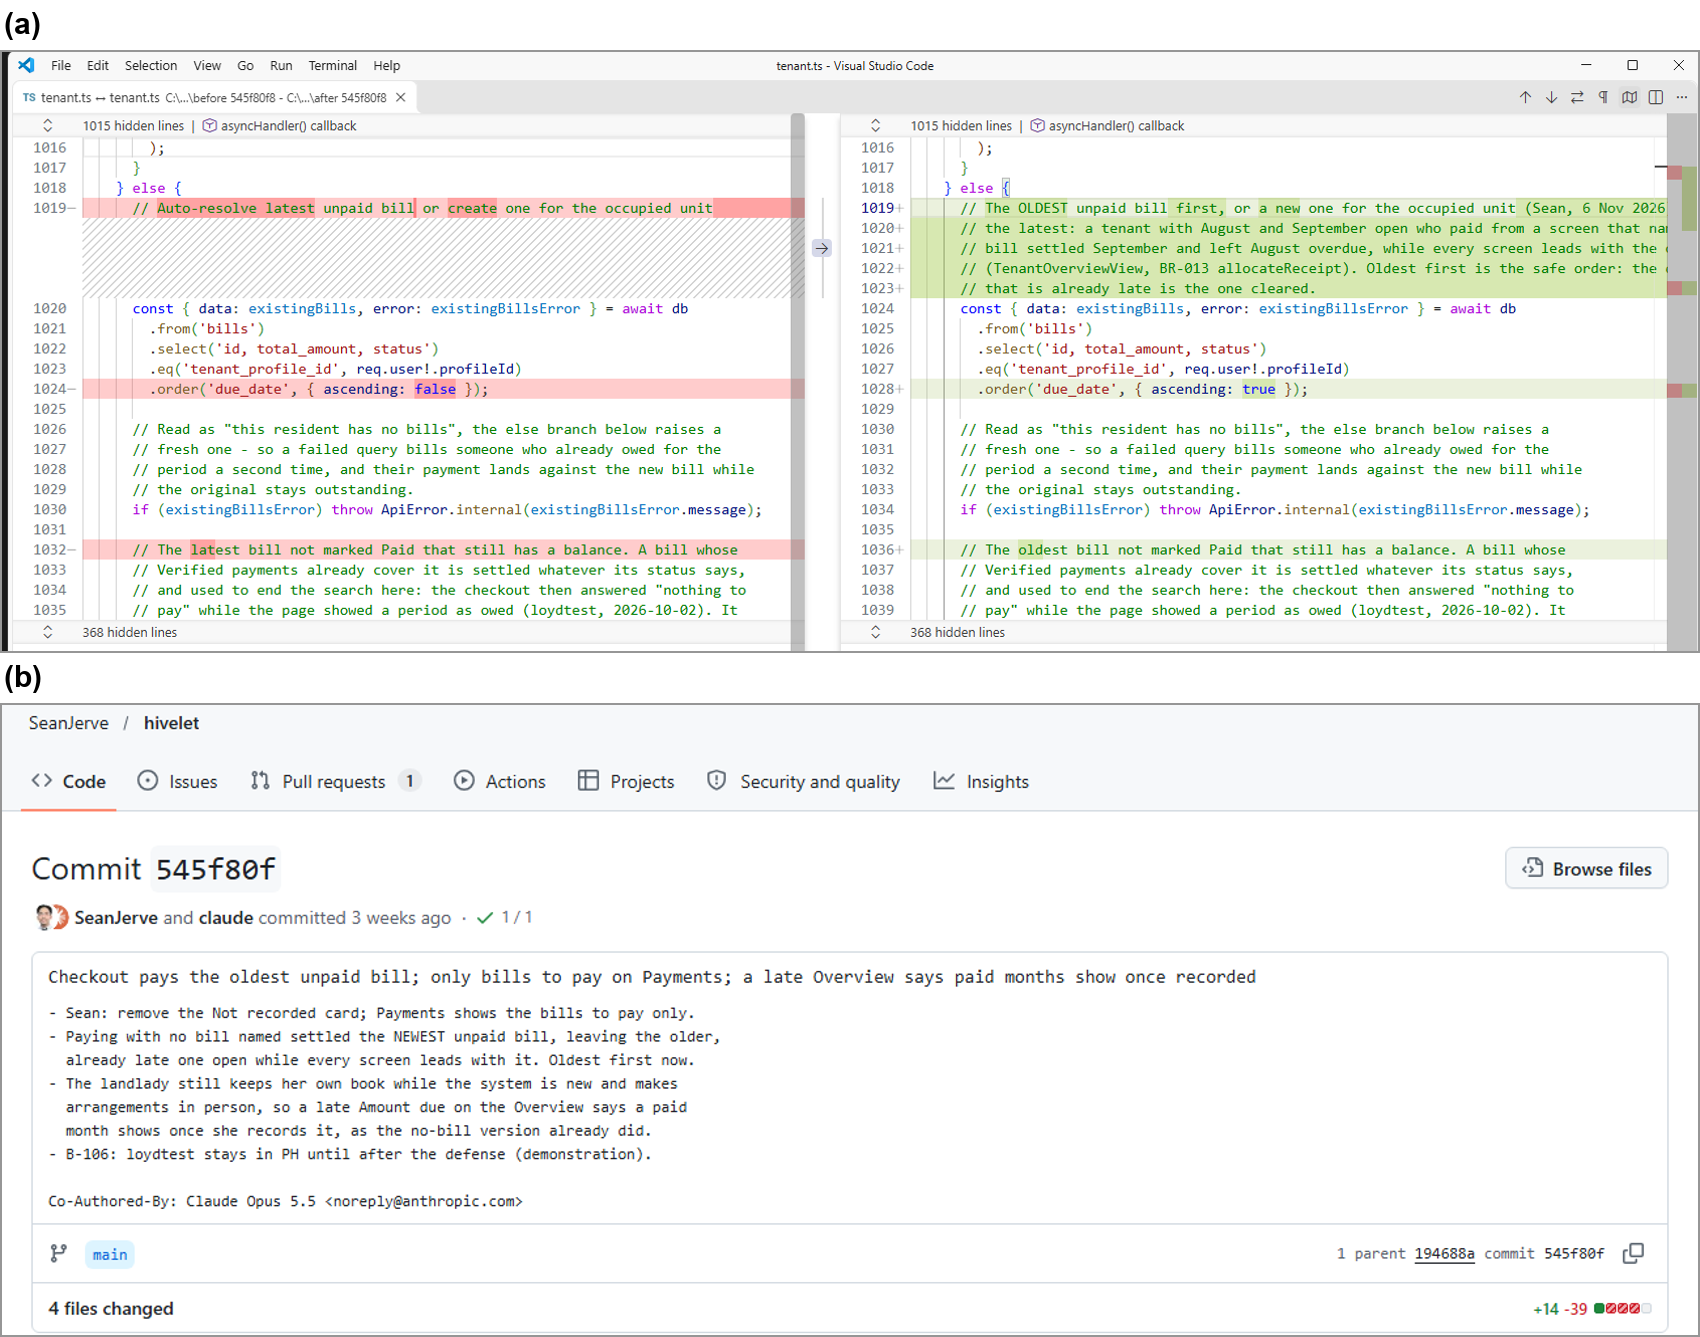 (a)
File Edit Selection View Go Run Terminal Help
tenant.ts - Visual Studio Code
TS tenant.ts ↔ tenant.ts C:\...\before 545f80f8 - C:\...\after 545f80f8
1015 hidden lines | asyncHandler() callback
1016 );
1017 }
1018 } else {
1019− // Auto-resolve latest unpaid bill or create one for the occupied unit
1020 const { data: existingBills, error: existingBillsError } = await db
1021 .from('bills')
1022 .select('id, total_amount, status')
1023 .eq('tenant_profile_id', req.user!.profileId)
1024− .order('due_date', { ascending: false });
1025
1026 // Read as "this resident has no bills", the else branch below raises a
1027 // fresh one - so a failed query bills someone who already owed for the
1028 // period a second time, and their payment lands against the new bill while
1029 // the original stays outstanding.
1030 if (existingBillsError) throw ApiError.internal(existingBillsError.message);
1031
1032− // The latest bill not marked Paid that still has a balance. A bill whose
1033 // Verified payments already cover it is settled whatever its status says,
1034 // and used to end the search here: the checkout then answered "nothing to
1035 // pay" while the page showed a period as owed (loydtest, 2026-10-02). It
368 hidden lines
1015 hidden lines | asyncHandler() callback
1016 );
1017 }
1018 } else {
1019+ // The OLDEST unpaid bill first, or a new one for the occupied unit (Sean, 6 Nov 2026
1020+ // the latest: a tenant with August and September open who paid from a screen that
1021+ // bill settled September and left August overdue, while every screen leads with the
1022+ // (TenantOverviewView, BR-013 allocateReceipt). Oldest first is the safe order: the
1023+ // that is already late is the one cleared.
1024 const { data: existingBills, error: existingBillsError } = await db
1025 .from('bills')
1026 .select('id, total_amount, status')
1027 .eq('tenant_profile_id', req.user!.profileId)
1028+ .order('due_date', { ascending: true });
1029
1030 // Read as "this resident has no bills", the else branch below raises a
1031 // fresh one - so a failed query bills someone who already owed for the
1032 // period a second time, and their payment lands against the new bill while
1033 // the original stays outstanding.
1034 if (existingBillsError) throw ApiError.internal(existingBillsError.message);
1035
1036+ // The oldest bill not marked Paid that still has a balance. A bill whose
1037 // Verified payments already cover it is settled whatever its status says,
1038 // and used to end the search here: the checkout then answered "nothing to
1039 // pay" while the page showed a period as owed (loydtest, 2026-10-02). It
368 hidden lines
(b)
SeanJerve / hivelet
Code Issues Pull requests 1 Actions Projects Security and quality Insights
Commit 545f80f
Browse files
SeanJerve and claude committed 3 weeks ago · 1 / 1
Checkout pays the oldest unpaid bill; only bills to pay on Payments; a late Overview says paid months show once recorded
- Sean: remove the Not recorded card; Payments shows the bills to pay only.
- Paying with no bill named settled the NEWEST unpaid bill, leaving the older,
already late one open while every screen leads with it. Oldest first now.
- The landlady still keeps her own book while the system is new and makes
arrangements in person, so a late Amount due on the Overview says a paid
month shows once she records it, as the no-bill version already did.
- B-106: loydtest stays in PH until after the defense (demonstration).
Co-Authored-By: Claude Opus 5.5 <noreply@anthropic.com>
main
1 parent 194688a commit 545f80f
4 files changed
+14 -39